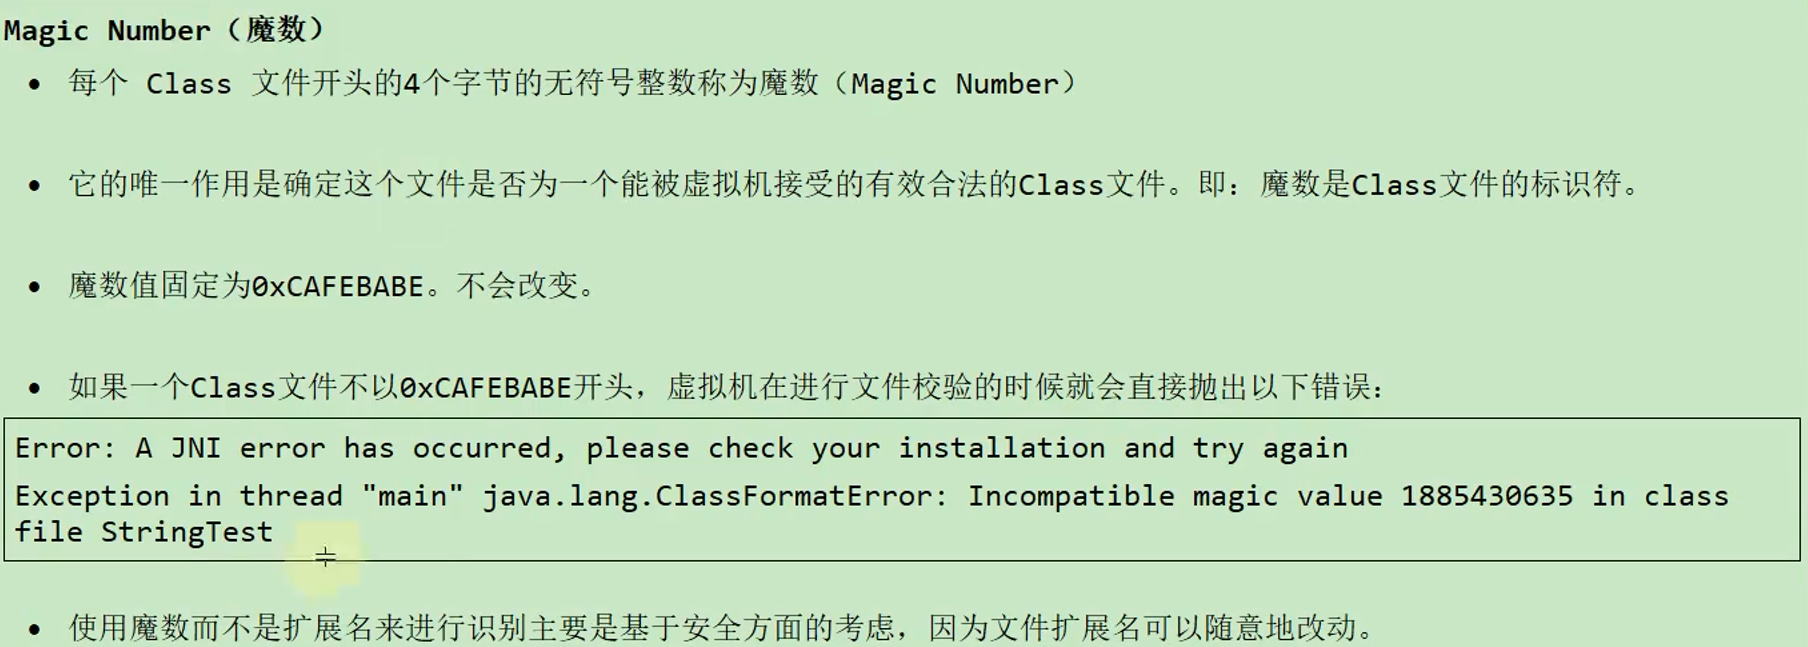 Magic Number（魔数）
• 每个 Class 文件开头的4个字节的无符号整数称为魔数（Magic Number）
• 它的唯一作用是确定这个文件是否为一个能被虚拟机接受的有效合法的Class文件。即：魔数是Class文件的标识符。
• 魔数值固定为0xCAFEBABE。不会改变。
• 如果一个Class文件不以0xCAFEBABE开头，虚拟机在进行文件校验的时候就会直接抛出以下错误：
Error: A JNI error has occurred, please check your installation and try again
Exception in thread "main" java.lang.ClassFormatError: Incompatible magic value 1885430635 in class
file StringTest
• 使用魔数而不是扩展名来进行识别主要是基于安全方面的考虑，因为文件扩展名可以随意地改动。